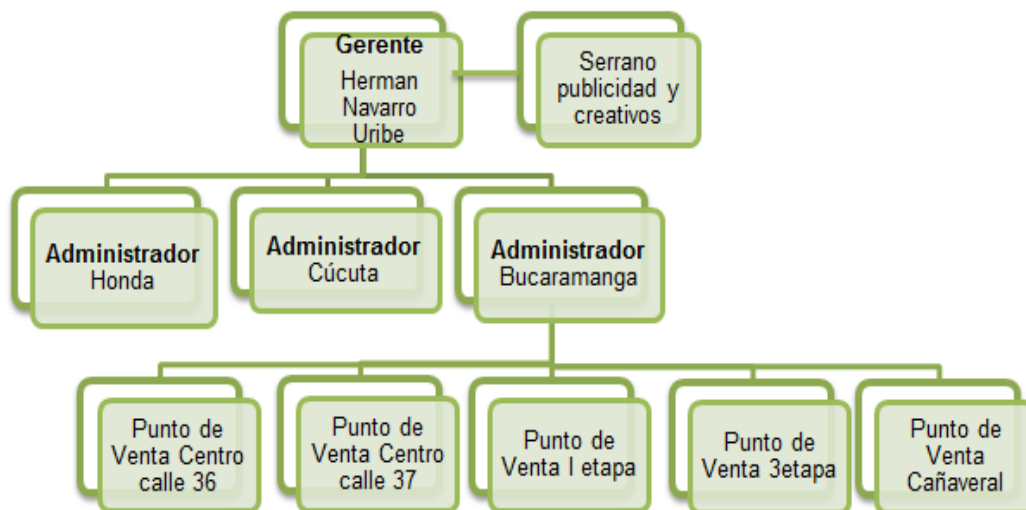 Gerente
Herman
Navarro
Uribe
Serrano
publicidad y
creativos
Administrador
Honda
Administrador
Cúcuta
Administrador
Bucaramanga
Punto de
Venta Centro
calle 36
Punto de
Venta Centro
calle 37
Punto de
Venta I etapa
Punto de
Venta 3etapa
Punto de
Venta
Cañaveral